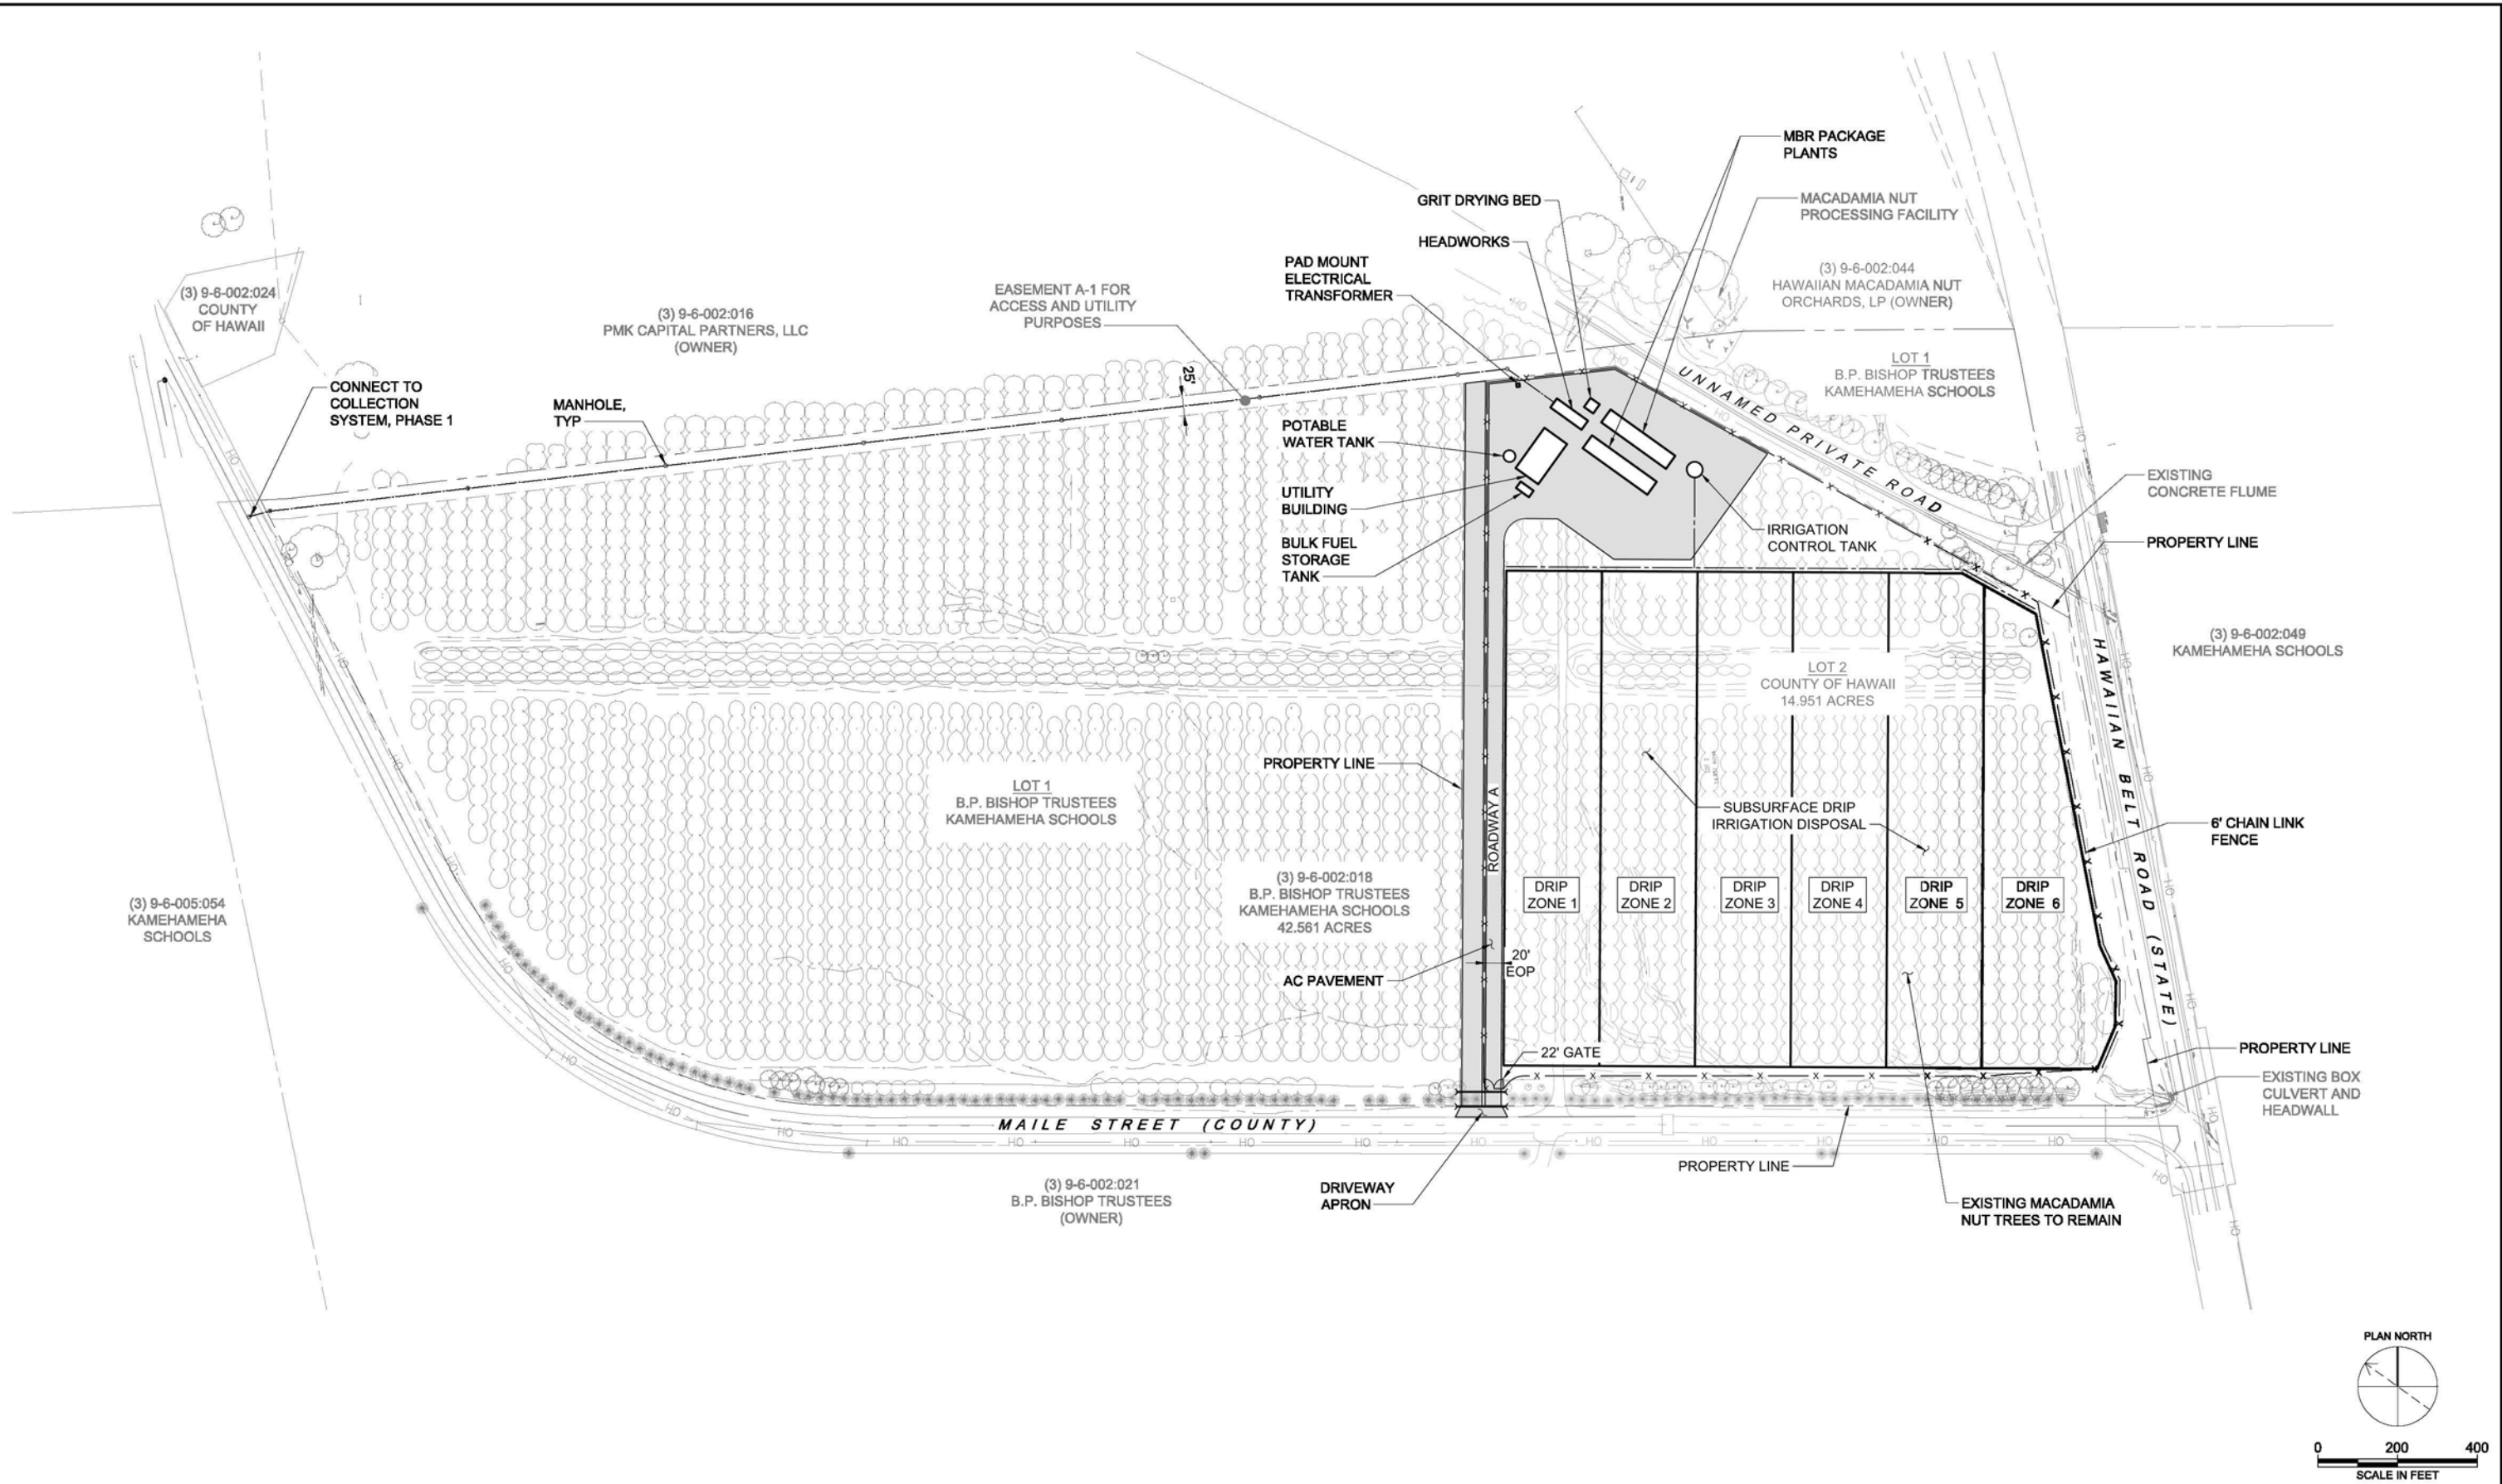 MBR PACKAGE
PLANTS
GRIT DRYING BED
MACADAMIA NUT
PROCESSING FACILITY
HEADWORKS
PAD MOUNT
ELECTRICAL
TRANSFORMER
(3) 9-6-002:044
HAWAIIAN MACADAMIA NUT
ORCHARDS, LP (OWNER)
(3) 9-6-002:024
COUNTY
OF HAWAII
EASEMENT A-1 FOR
ACCESS AND UTILITY
PURPOSES
(3) 9-6-002:016
PMK CAPITAL PARTNERS, LLC
(OWNER)
LOT 1
B.P. BISHOP TRUSTEES
KAMEHAMEHA SCHOOLS
UNNAMED PRIVATE ROAD
CONNECT TO
COLLECTION
SYSTEM, PHASE 1
MANHOLE,
TYP
25'
POTABLE
WATER TANK
UTILITY
BUILDING
BULK FUEL
STORAGE
TANK
IRRIGATION
CONTROL TANK
EXISTING
CONCRETE FLUME
PROPERTY LINE
(3) 9-6-002:049
KAMEHAMEHA SCHOOLS
LOT 2
COUNTY OF HAWAII
14.951 ACRES
HAWAIIAN BELT ROAD (STATE)
PROPERTY LINE
LOT 1
B.P. BISHOP TRUSTEES
KAMEHAMEHA SCHOOLS
ROADWAY A
SUBSURFACE DRIP
IRRIGATION DISPOSAL
6' CHAIN LINK
FENCE
(3) 9-6-002:018
B.P. BISHOP TRUSTEES
KAMEHAMEHA SCHOOLS
42.561 ACRES
DRIP
ZONE 1
DRIP
ZONE 2
DRIP
ZONE 3
DRIP
ZONE 4
DRIP
ZONE 5
DRIP
ZONE 6
(3) 9-6-005:054
KAMEHAMEHA
SCHOOLS
20'
EOP
AC PAVEMENT
22' GATE
PROPERTY LINE
EXISTING BOX
CULVERT AND
HEADWALL
MAILE STREET (COUNTY)
PROPERTY LINE
(3) 9-6-002:021
B.P. BISHOP TRUSTEES
(OWNER)
DRIVEWAY
APRON
EXISTING MACADAMIA
NUT TREES TO REMAIN
PLAN NORTH
0 200 400
SCALE IN FEET